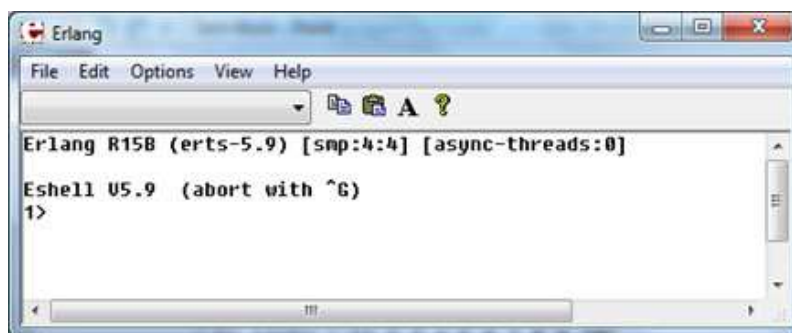 Erlang
File Edit Options View Help
A ?
Erlang R15B (erts-5.9) [smp:4:4] [async-threads:0]
Eshell V5.9 (abort with ^G)
1>